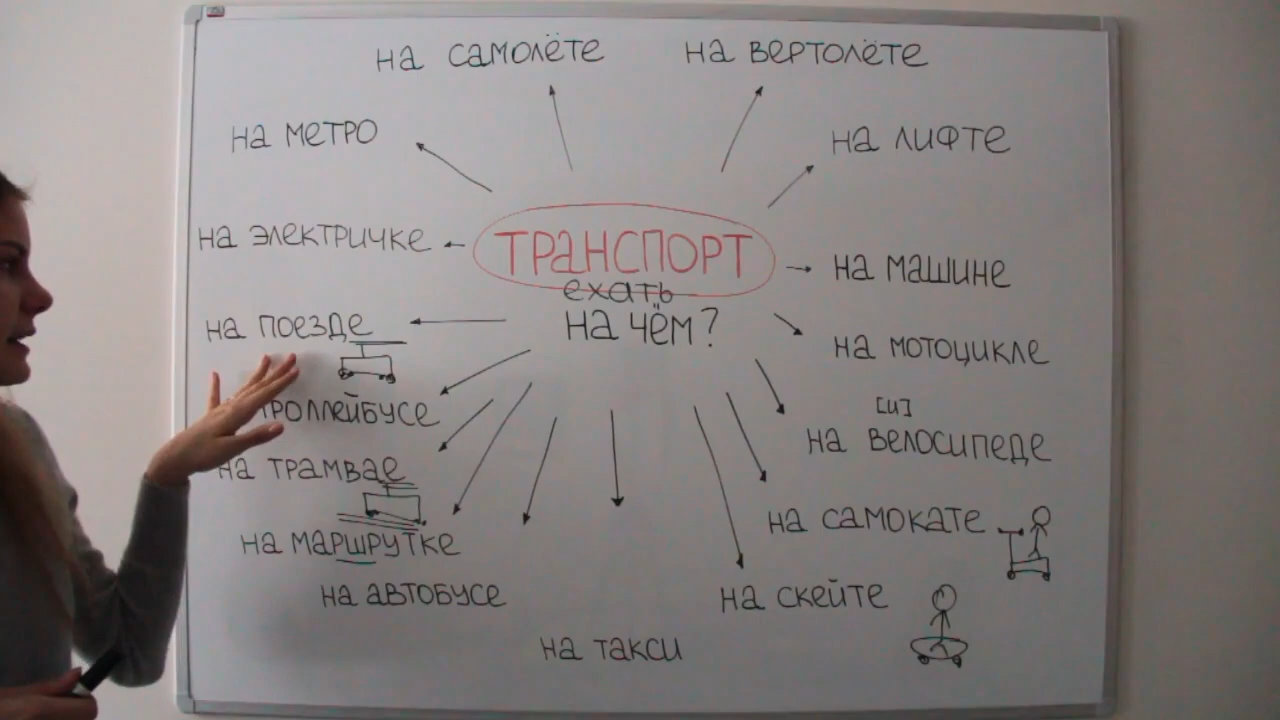 на самолёте
на вертолёте
на метро
на лифте
на электричке
ТРАНСПОРТ
ехать
на чём?
на машине
на поезде
на мотоцикле
[и]
троллейбусе
на велосипеде
на трамвае
на самокате
на маршрутке
на автобусе
на скейте
на такси